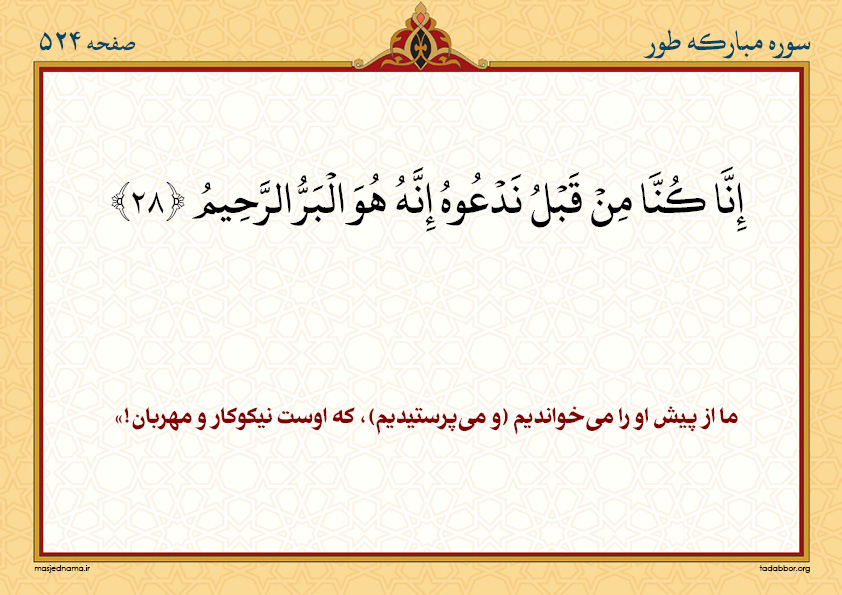 سوره مبارکه طور
صفحه ۵۲۴
إِنَّا كُنَّا مِنْ قَبْلُ نَدْعُوهُ إِنَّهُ هُوَ الْبَرُّ الرَّحِيمُ ﴿۲۸﴾
ما از پیش او را می‌خواندیم (و می‌پرستیدیم)، که اوست نیکوکار و مهربان!»
masjednama.ir
tadabbor.org